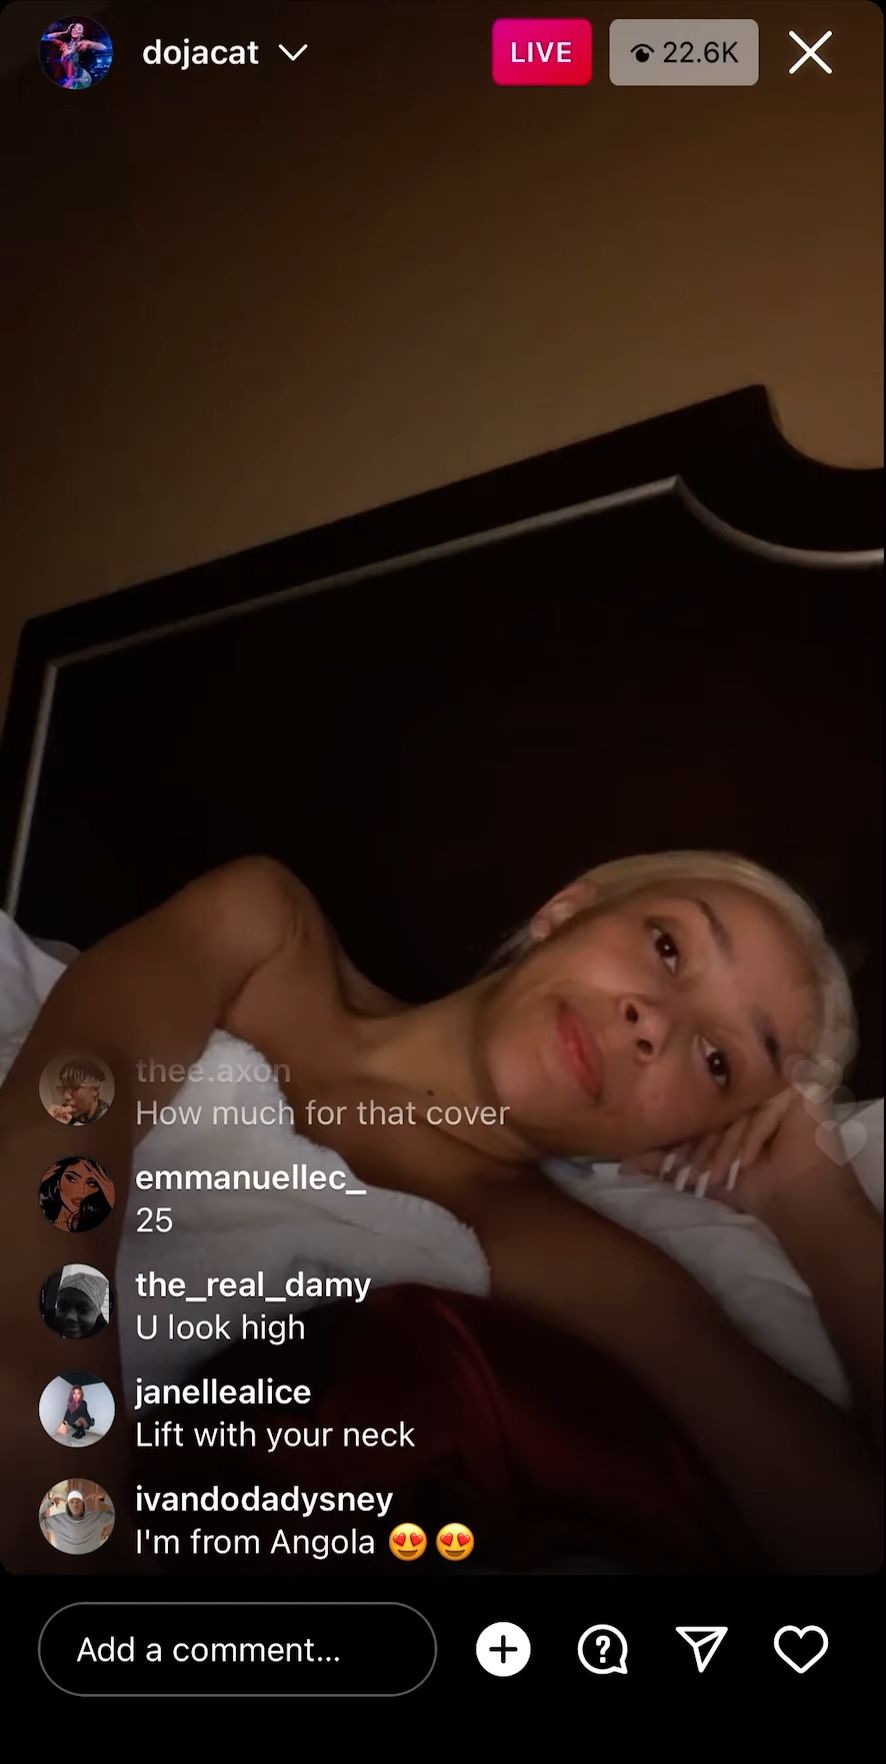 dojacat
LIVE
22.6K
thee.axon
How much for that cover
emmanuellec_
25
the_real_damy
U look high
janellealice
Lift with your neck
ivandodadysney
I'm from Angola 😍😍
Add a comment...